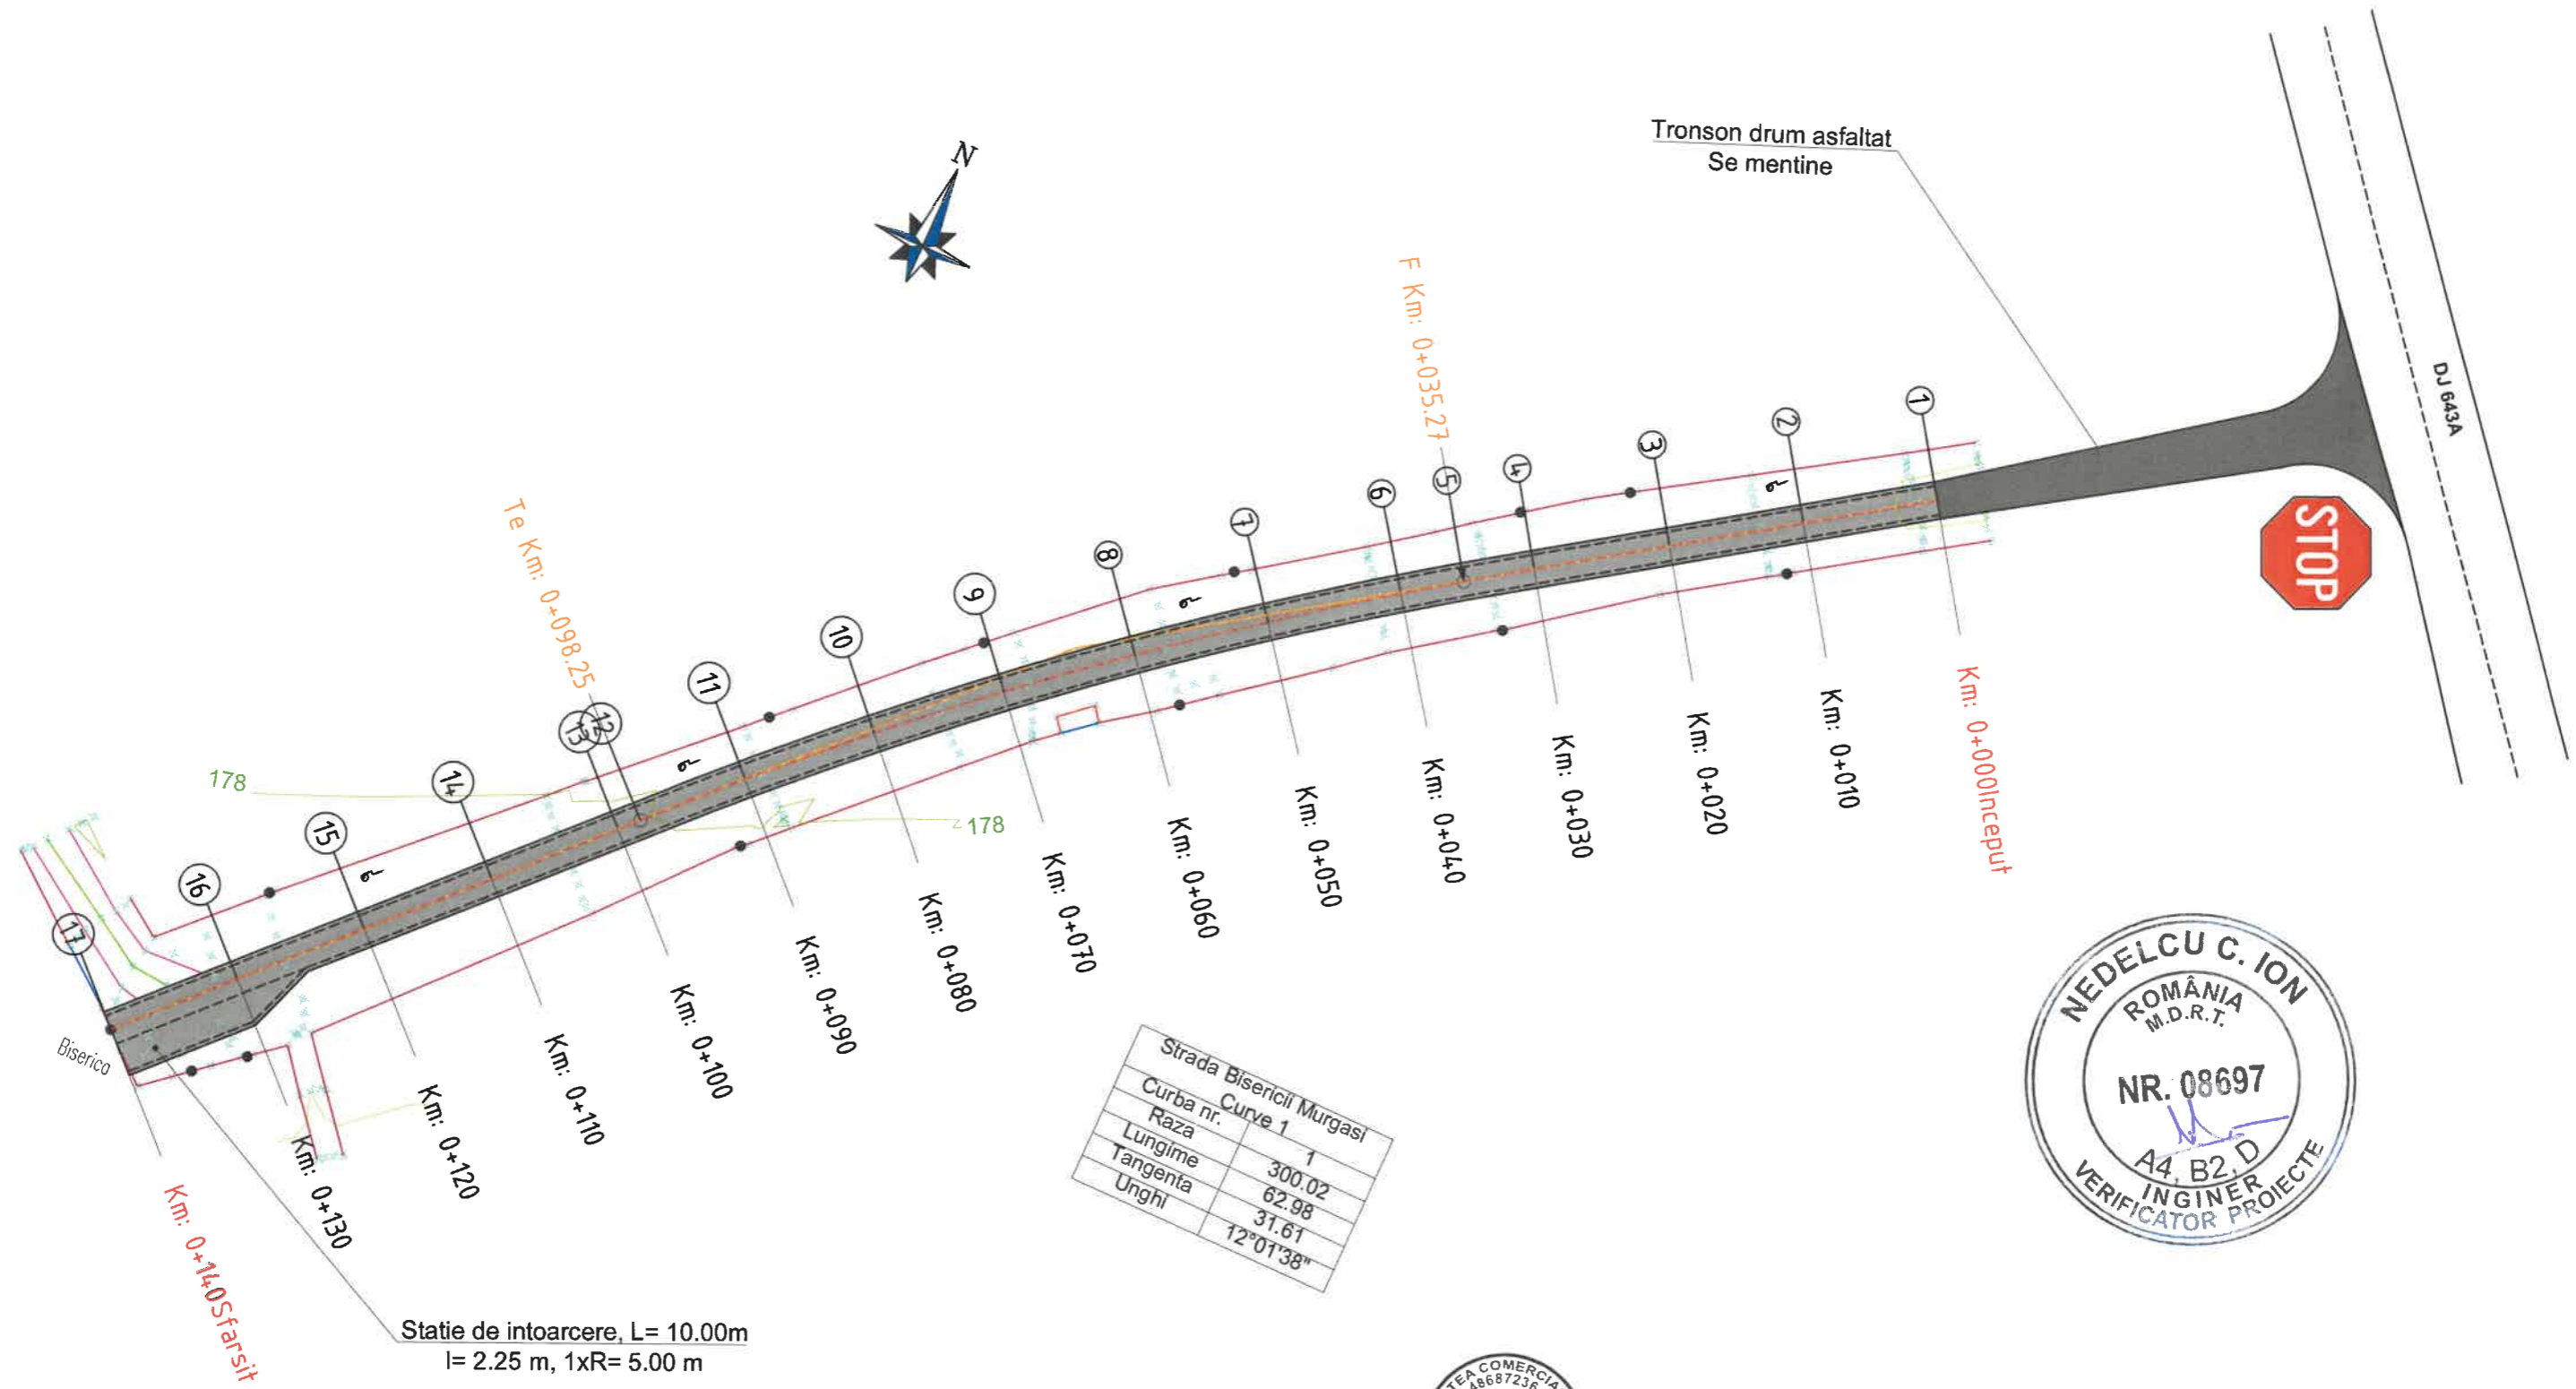 N
Tronson drum asfaltat
Se mentine
DJ 643A
STOP
F Km: 0+035.27
Te Km: 0+098.25
1
2
3
4
5
6
7
8
9
10
11
12
13
14
15
16
17
178
178
Km: 0+000Inceput
Km: 0+010
Km: 0+020
Km: 0+030
Km: 0+040
Km: 0+050
Km: 0+060
Km: 0+070
Km: 0+080
Km: 0+090
Km: 0+100
Km: 0+110
Km: 0+120
Km: 0+130
Km: 0+140Sfarsit
Biserica
Statie de intoarcere, L= 10.00m
l= 2.25 m, 1xR= 5.00 m
Strada Bisericii Murgasi
Curve 1
Curba nr. 1
Raza 300.02
Lungime 62.98
Tangenta 31.61
Unghi 12°01'38"
NEDELCU C. ION
ROMÂNIA
M.D.R.T.
NR. 08697
A4, B2, D
INGINER
VERIFICATOR PROIECTE
TEA COMERCIA
48687236